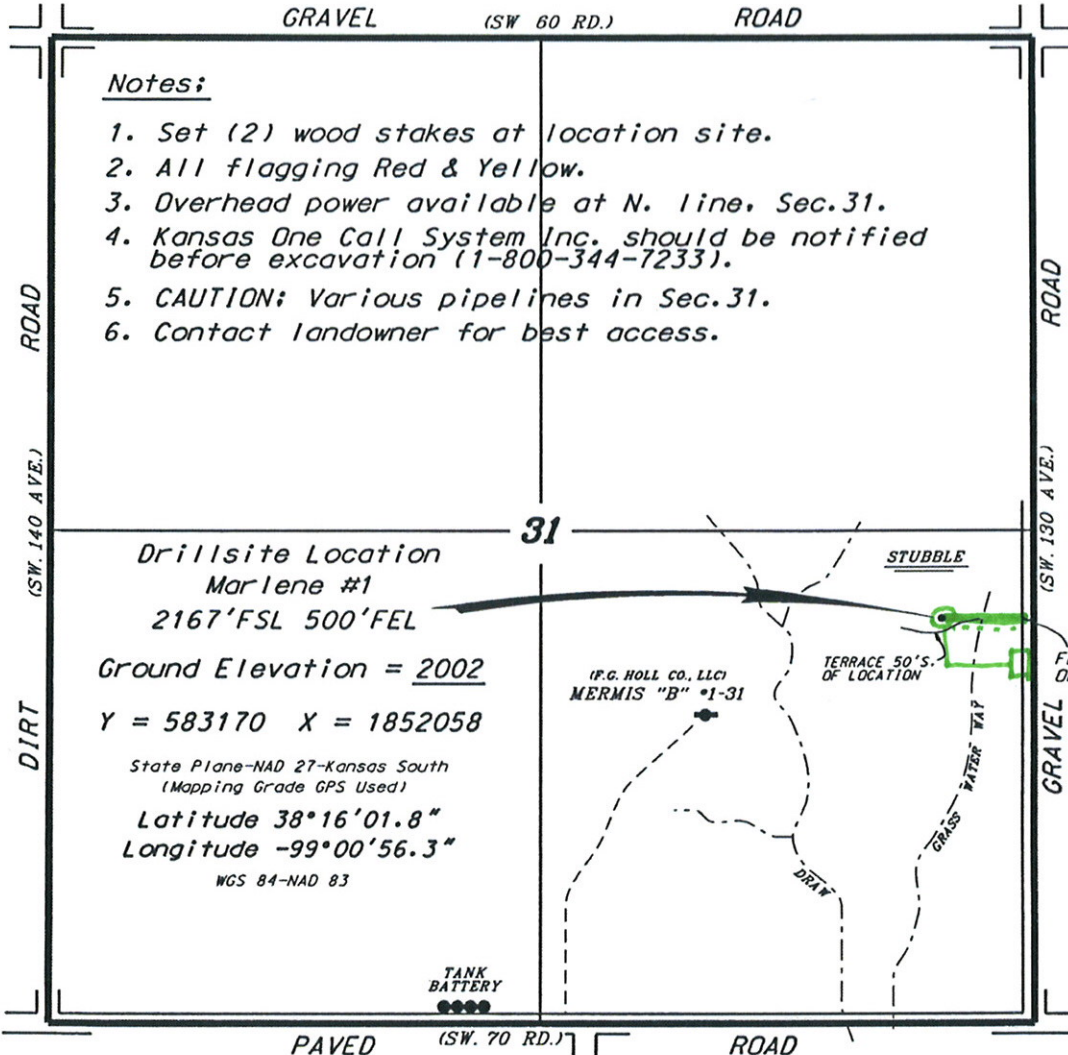 GRAVEL (SW 60 RD.) ROAD
Notes:
1. Set (2) wood stakes at location site.
2. All flagging Red & Yellow.
3. Overhead power available at N. line, Sec.31.
4. Kansas One Call System Inc. should be notified
before excavation (1-800-344-7233).
5. CAUTION: Various pipelines in Sec.31.
6. Contact landowner for best access.
ROAD
(SW. 140 AVE.)
DIRT
ROAD
(SW. 130 AVE.)
GRAVEL
31
Drillsite Location
Marlene #1
2167'FSL 500'FEL
Ground Elevation = 2002
Y = 583170 X = 1852058
State Plane-NAD 27-Kansas South
(Mapping Grade GPS Used)
Latitude 38°16'01.8"
Longitude -99°00'56.3"
WGS 84-NAD 83
STUBBLE
TERRACE 50'S.
OF LOCATION
(F.G. HOLL CO., LLC)
MERMIS "B" #1-31
GRASS WATER WAY
DRAW
TANK
BATTERY
PAVED (SW. 70 RD.) ROAD